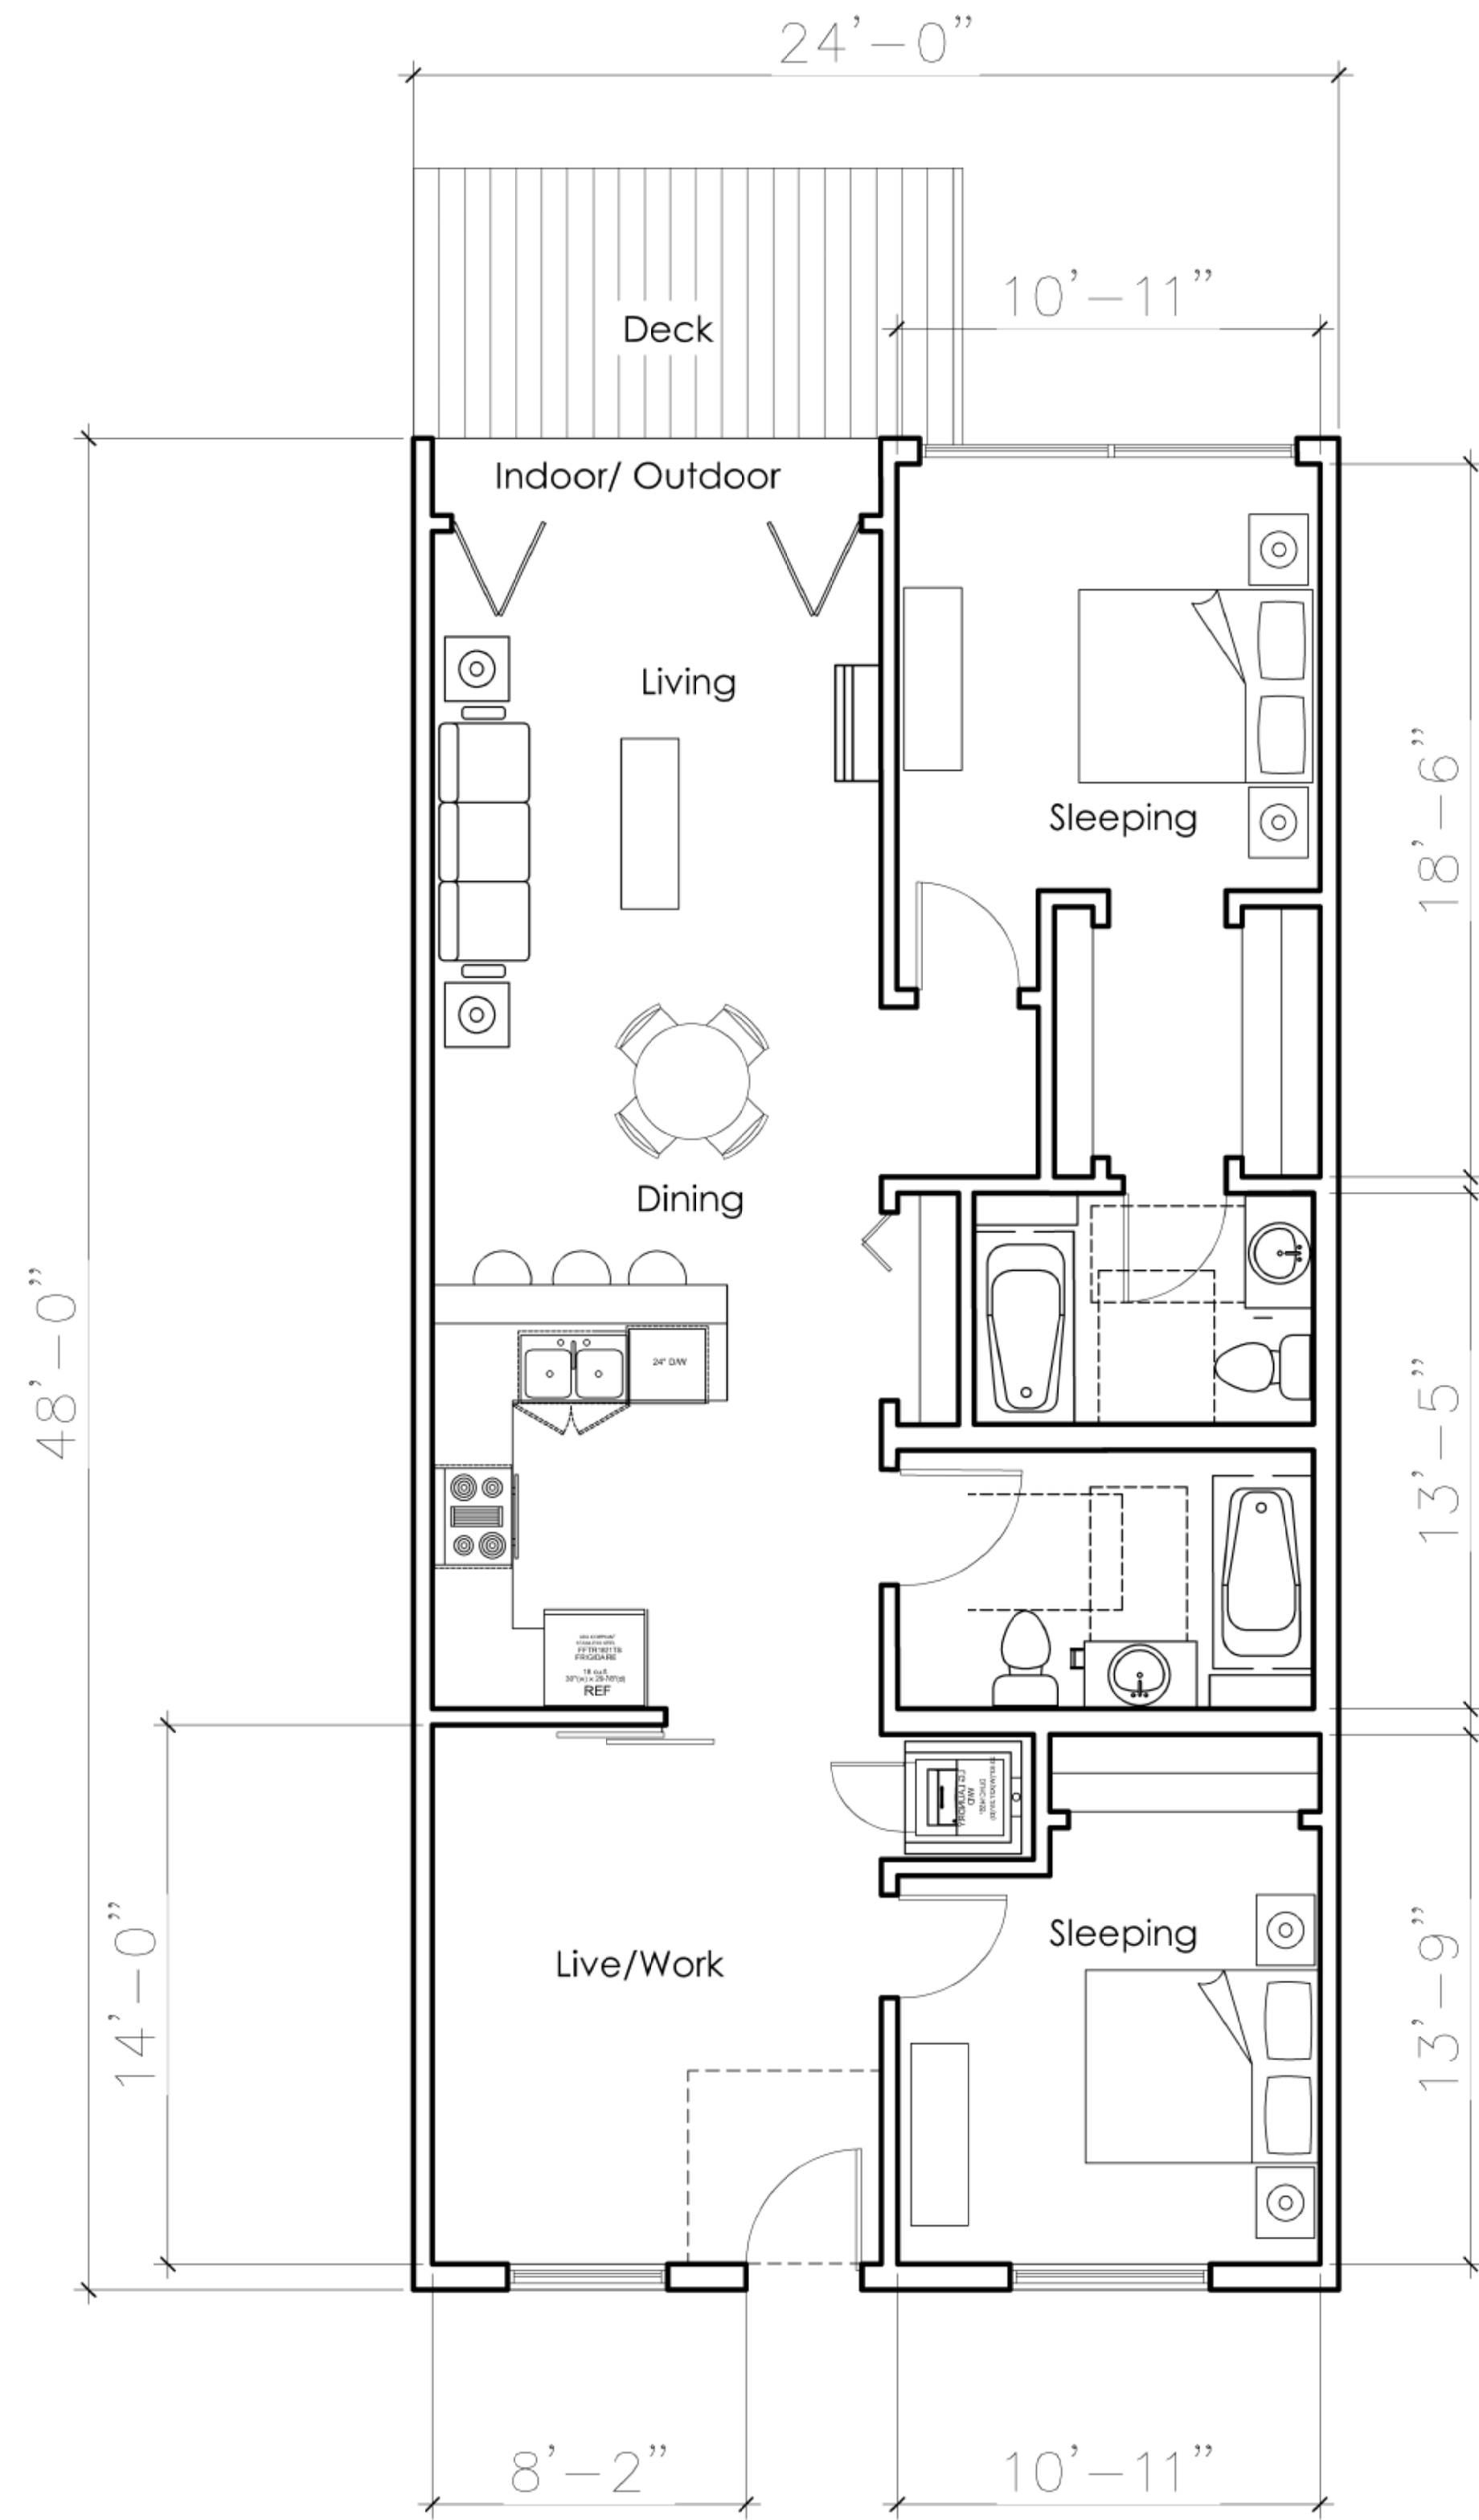 24'-0"
10'-11"
Deck
Indoor/ Outdoor
Living
Sleeping
18'-6"
Dining
48'-0"
24" D/W
13'-5"
FRIGIDAIRE
REF
Live/Work
Sleeping
14'-0"
13'-9"
8'-2"
10'-11"